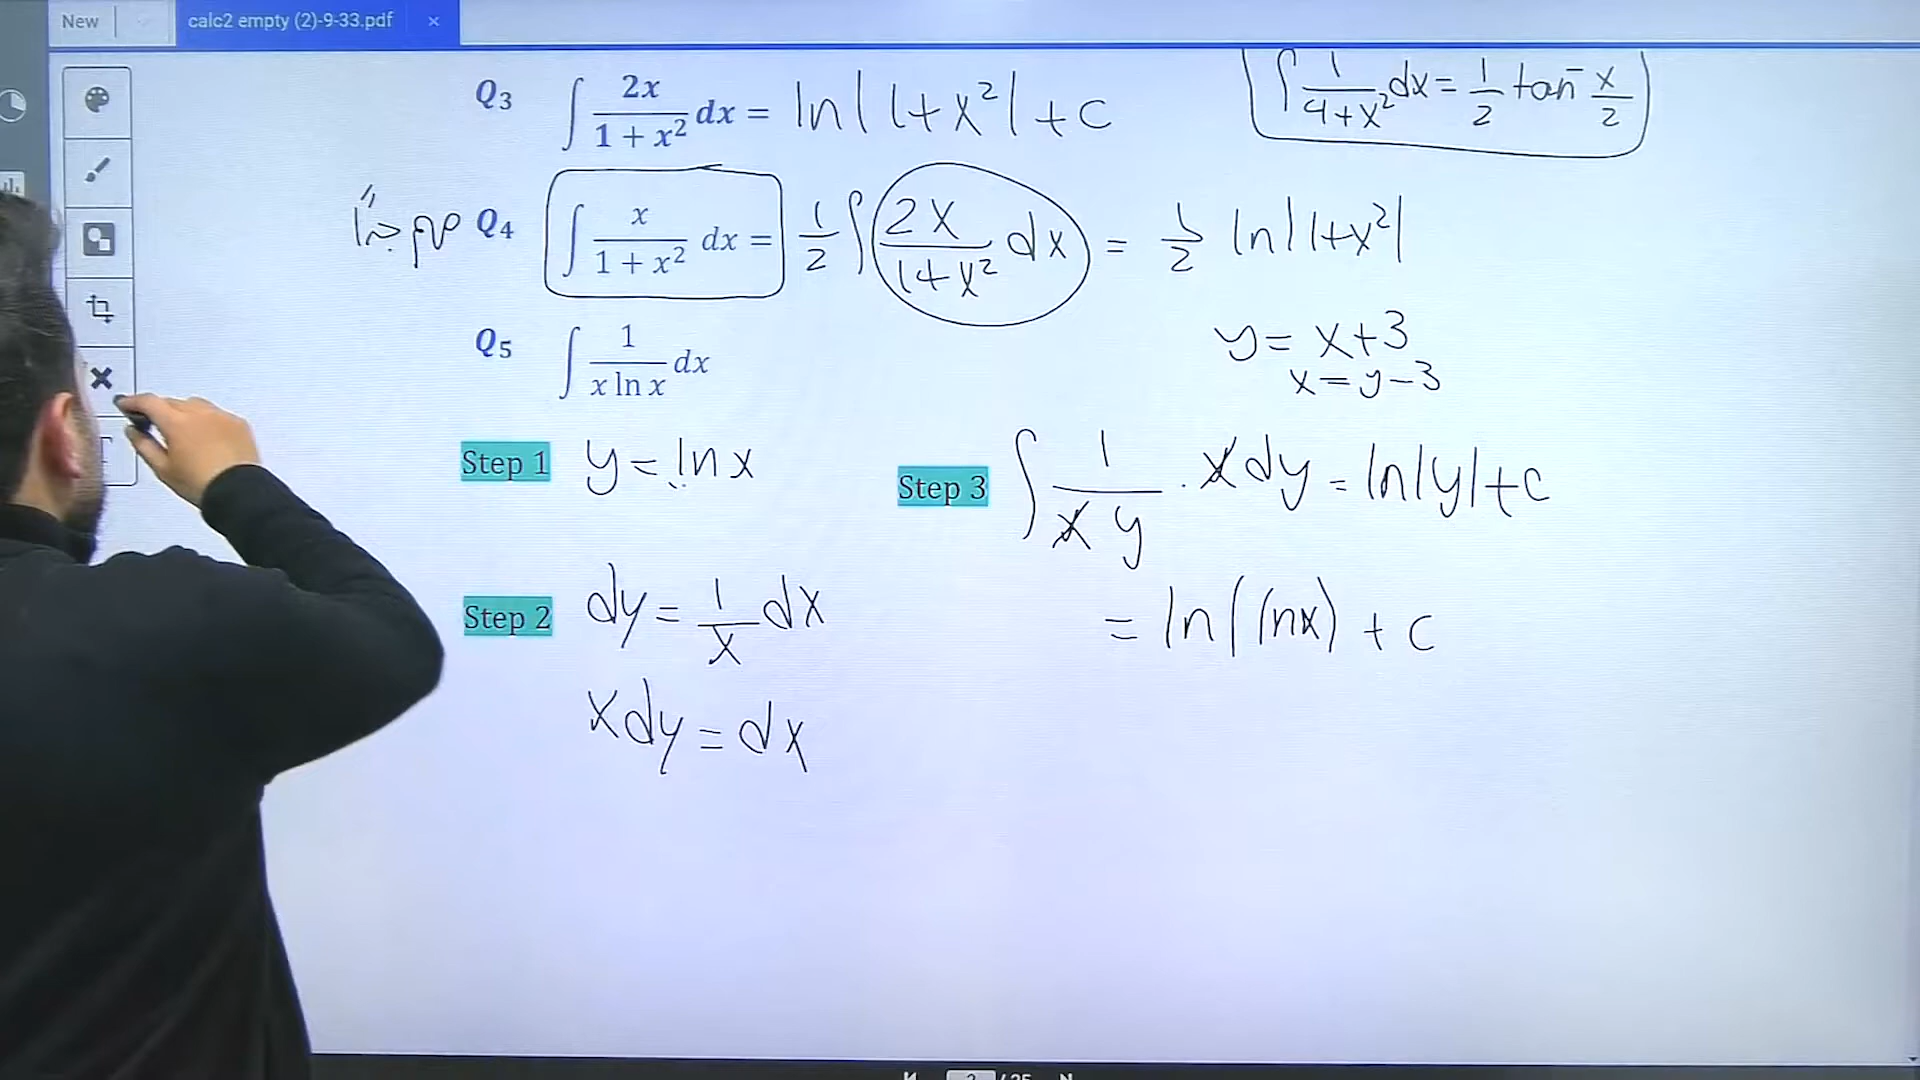 New
calc2 empty (2)-9-33.pdf ×
∫ 1/(4+x²) dx = 1/2 tan⁻ x/2
Q3 ∫ 2x/(1 + x²) dx = ln|1+x²| + c
Q4 ∫ x/(1 + x²) dx = 1/2 ∫ 2x/(1+x²) dx = 1/2 ln|1+x²|
Q5 ∫ 1/(x ln x) dx
y = x+3
x = y-3
Step 1 y = ln x
Step 3 ∫ 1/(x y) . x dy = ln|y| + c
Step 2 dy = 1/x dx
= ln(lnx) + c
x dy = dx